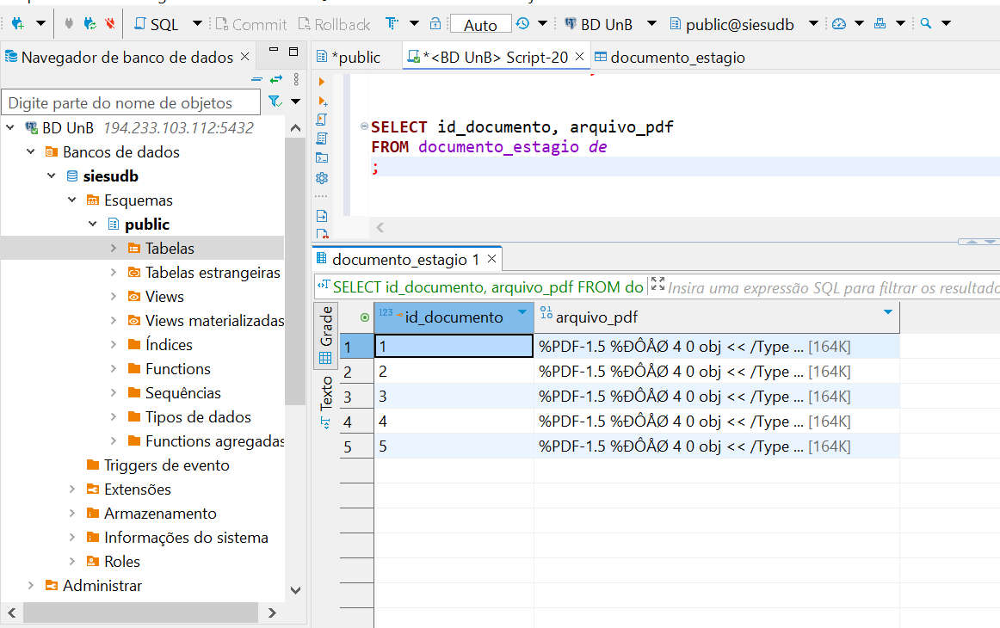 SQL
Commit
Rollback
Auto
BD UnB
public@siesudb
Navegador de banco de dados
Digite parte do nome de objetos
BD UnB 194.233.103.112:5432
Bancos de dados
siesudb
Esquemas
public
Tabelas
Tabelas estrangeiras
Views
Views materializadas
Índices
Functions
Sequências
Tipos de dados
Functions agregadas
Triggers de evento
Extensões
Armazenamento
Informações do sistema
Roles
Administrar
*public
*<BD UnB> Script-20
documento_estagio
SELECT id_documento, arquivo_pdf
FROM documento_estagio de
;
documento_estagio 1
SELECT id_documento, arquivo_pdf FROM do
Insira uma expressão SQL para filtrar os resultado
Grade
Texto
123 id_documento
arquivo_pdf
1 1 %PDF-1.5 %ÐÔÅØ 4 0 obj << /Type ... [164K]
2 2 %PDF-1.5 %ÐÔÅØ 4 0 obj << /Type ... [164K]
3 3 %PDF-1.5 %ÐÔÅØ 4 0 obj << /Type ... [164K]
4 4 %PDF-1.5 %ÐÔÅØ 4 0 obj << /Type ... [164K]
5 5 %PDF-1.5 %ÐÔÅØ 4 0 obj << /Type ... [164K]